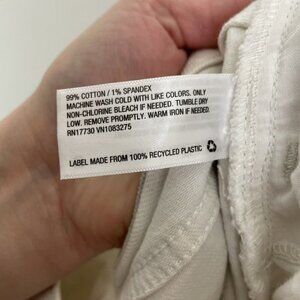 99% COTTON / 1% SPANDEX
MACHINE WASH COLD WITH LIKE COLORS. ONLY
NON-CHLORINE BLEACH IF NEEDED. TUMBLE DRY
LOW. REMOVE PROMPTLY. WARM IRON IF NEEDED.
RN17730 VN1083275
LABEL MADE FROM 100% RECYCLED PLASTIC